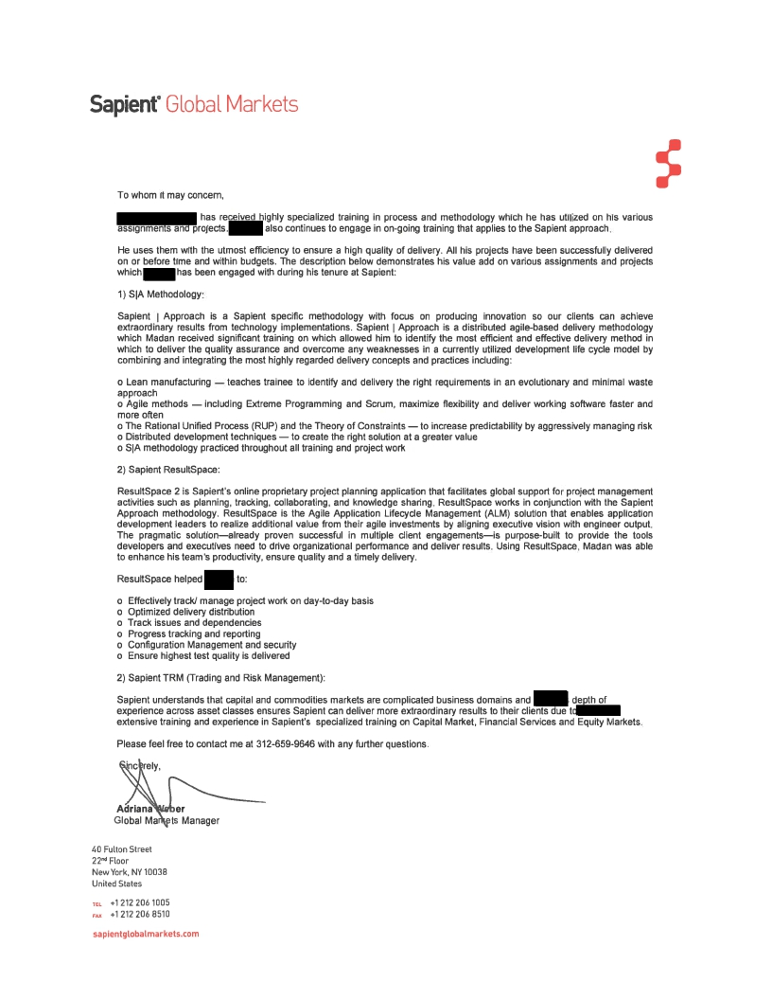 Sapient® Global Markets
To whom it may concern,
has received highly specialized training in process and methodology which he has utilized on his various
assignments and projects. also continues to engage in on-going training that applies to the Sapient approach.
He uses them with the utmost efficiency to ensure a high quality of delivery. All his projects have been successfully delivered
on or before time and within budgets. The description below demonstrates his value add on various assignments and projects
which has been engaged with during his tenure at Sapient:
1) S|A Methodology:
Sapient | Approach is a Sapient specific methodology with focus on producing innovation so our clients can achieve
extraordinary results from technology implementations. Sapient | Approach is a distributed agile-based delivery methodology
which Madan received significant training on which allowed him to identify the most efficient and effective delivery method in
which to deliver the quality assurance and overcome any weaknesses in a currently utilized development life cycle model by
combining and integrating the most highly regarded delivery concepts and practices including:
o Lean manufacturing — teaches trainee to identify and delivery the right requirements in an evolutionary and minimal waste
approach
o Agile methods — including Extreme Programming and Scrum, maximize flexibility and deliver working software faster and
more often
o The Rational Unified Process (RUP) and the Theory of Constraints — to increase predictability by aggressively managing risk
o Distributed development techniques — to create the right solution at a greater value
o S|A methodology practiced throughout all training and project work
2) Sapient ResultSpace:
ResultSpace 2 is Sapient's online proprietary project planning application that facilitates global support for project management
activities such as planning, tracking, collaborating, and knowledge sharing. ResultSpace works in conjunction with the Sapient
Approach methodology. ResultSpace is the Agile Application Lifecycle Management (ALM) solution that enables application
development leaders to realize additional value from their agile investments by aligning executive vision with engineer output.
The pragmatic solution—already proven successful in multiple client engagements—is purpose-built to provide the tools
developers and executives need to drive organizational performance and deliver results. Using ResultSpace, Madan was able
to enhance his team's productivity, ensure quality and a timely delivery.
ResultSpace helped to:
o Effectively track/ manage project work on day-to-day basis
o Optimized delivery distribution
o Track issues and dependencies
o Progress tracking and reporting
o Configuration Management and security
o Ensure highest test quality is delivered
2) Sapient TRM (Trading and Risk Management):
Sapient understands that capital and commodities markets are complicated business domains and depth of
experience across asset classes ensures Sapient can deliver more extraordinary results to their clients due to
extensive training and experience in Sapient's specialized training on Capital Market, Financial Services and Equity Markets.
Please feel free to contact me at 312-659-9646 with any further questions.
Sincerely,
Adriana Weber
Global Markets Manager
40 Fulton Street
22nd Floor
New York, NY 10038
United States
TEL +1 212 206 1005
FAX +1 212 206 8510
sapientglobalmarkets.com